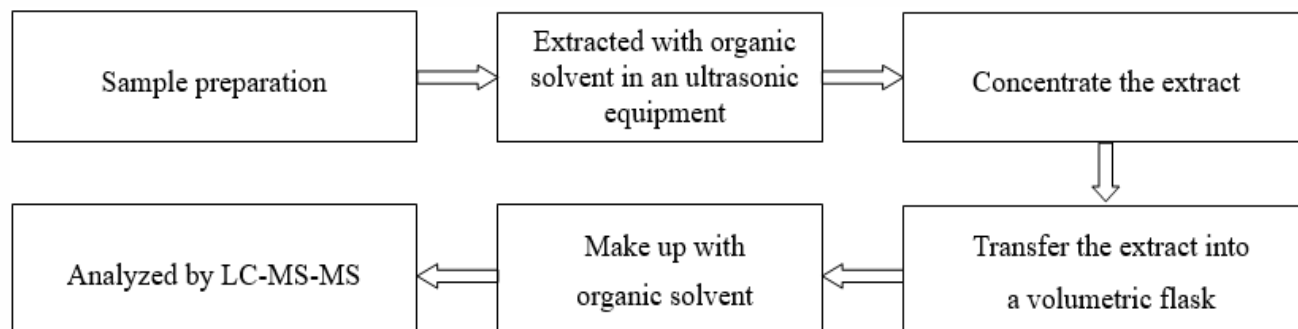 Sample preparation
Extracted with organic
solvent in an ultrasonic
equipment
Concentrate the extract
Transfer the extract into
a volumetric flask
Make up with
organic solvent
Analyzed by LC-MS-MS